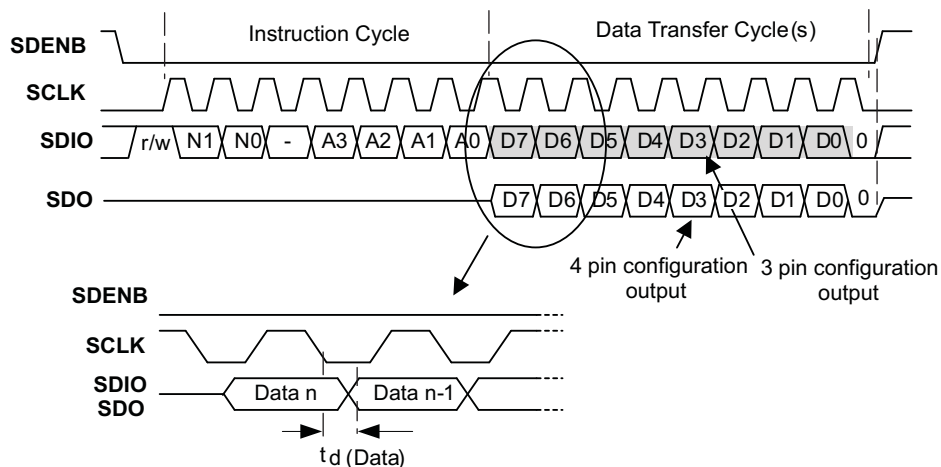 Instruction Cycle Data Transfer Cycle(s)
SDENB
SCLK
SDIO r/w N1 N0 - A3 A2 A1 A0 D7 D6 D5 D4 D3 D2 D1 D0 0
SDO D7 D6 D5 D4 D3 D2 D1 D0 0
4 pin configuration output
3 pin configuration output
SDENB
SCLK
SDIO
SDO
Data n Data n-1
td (Data)